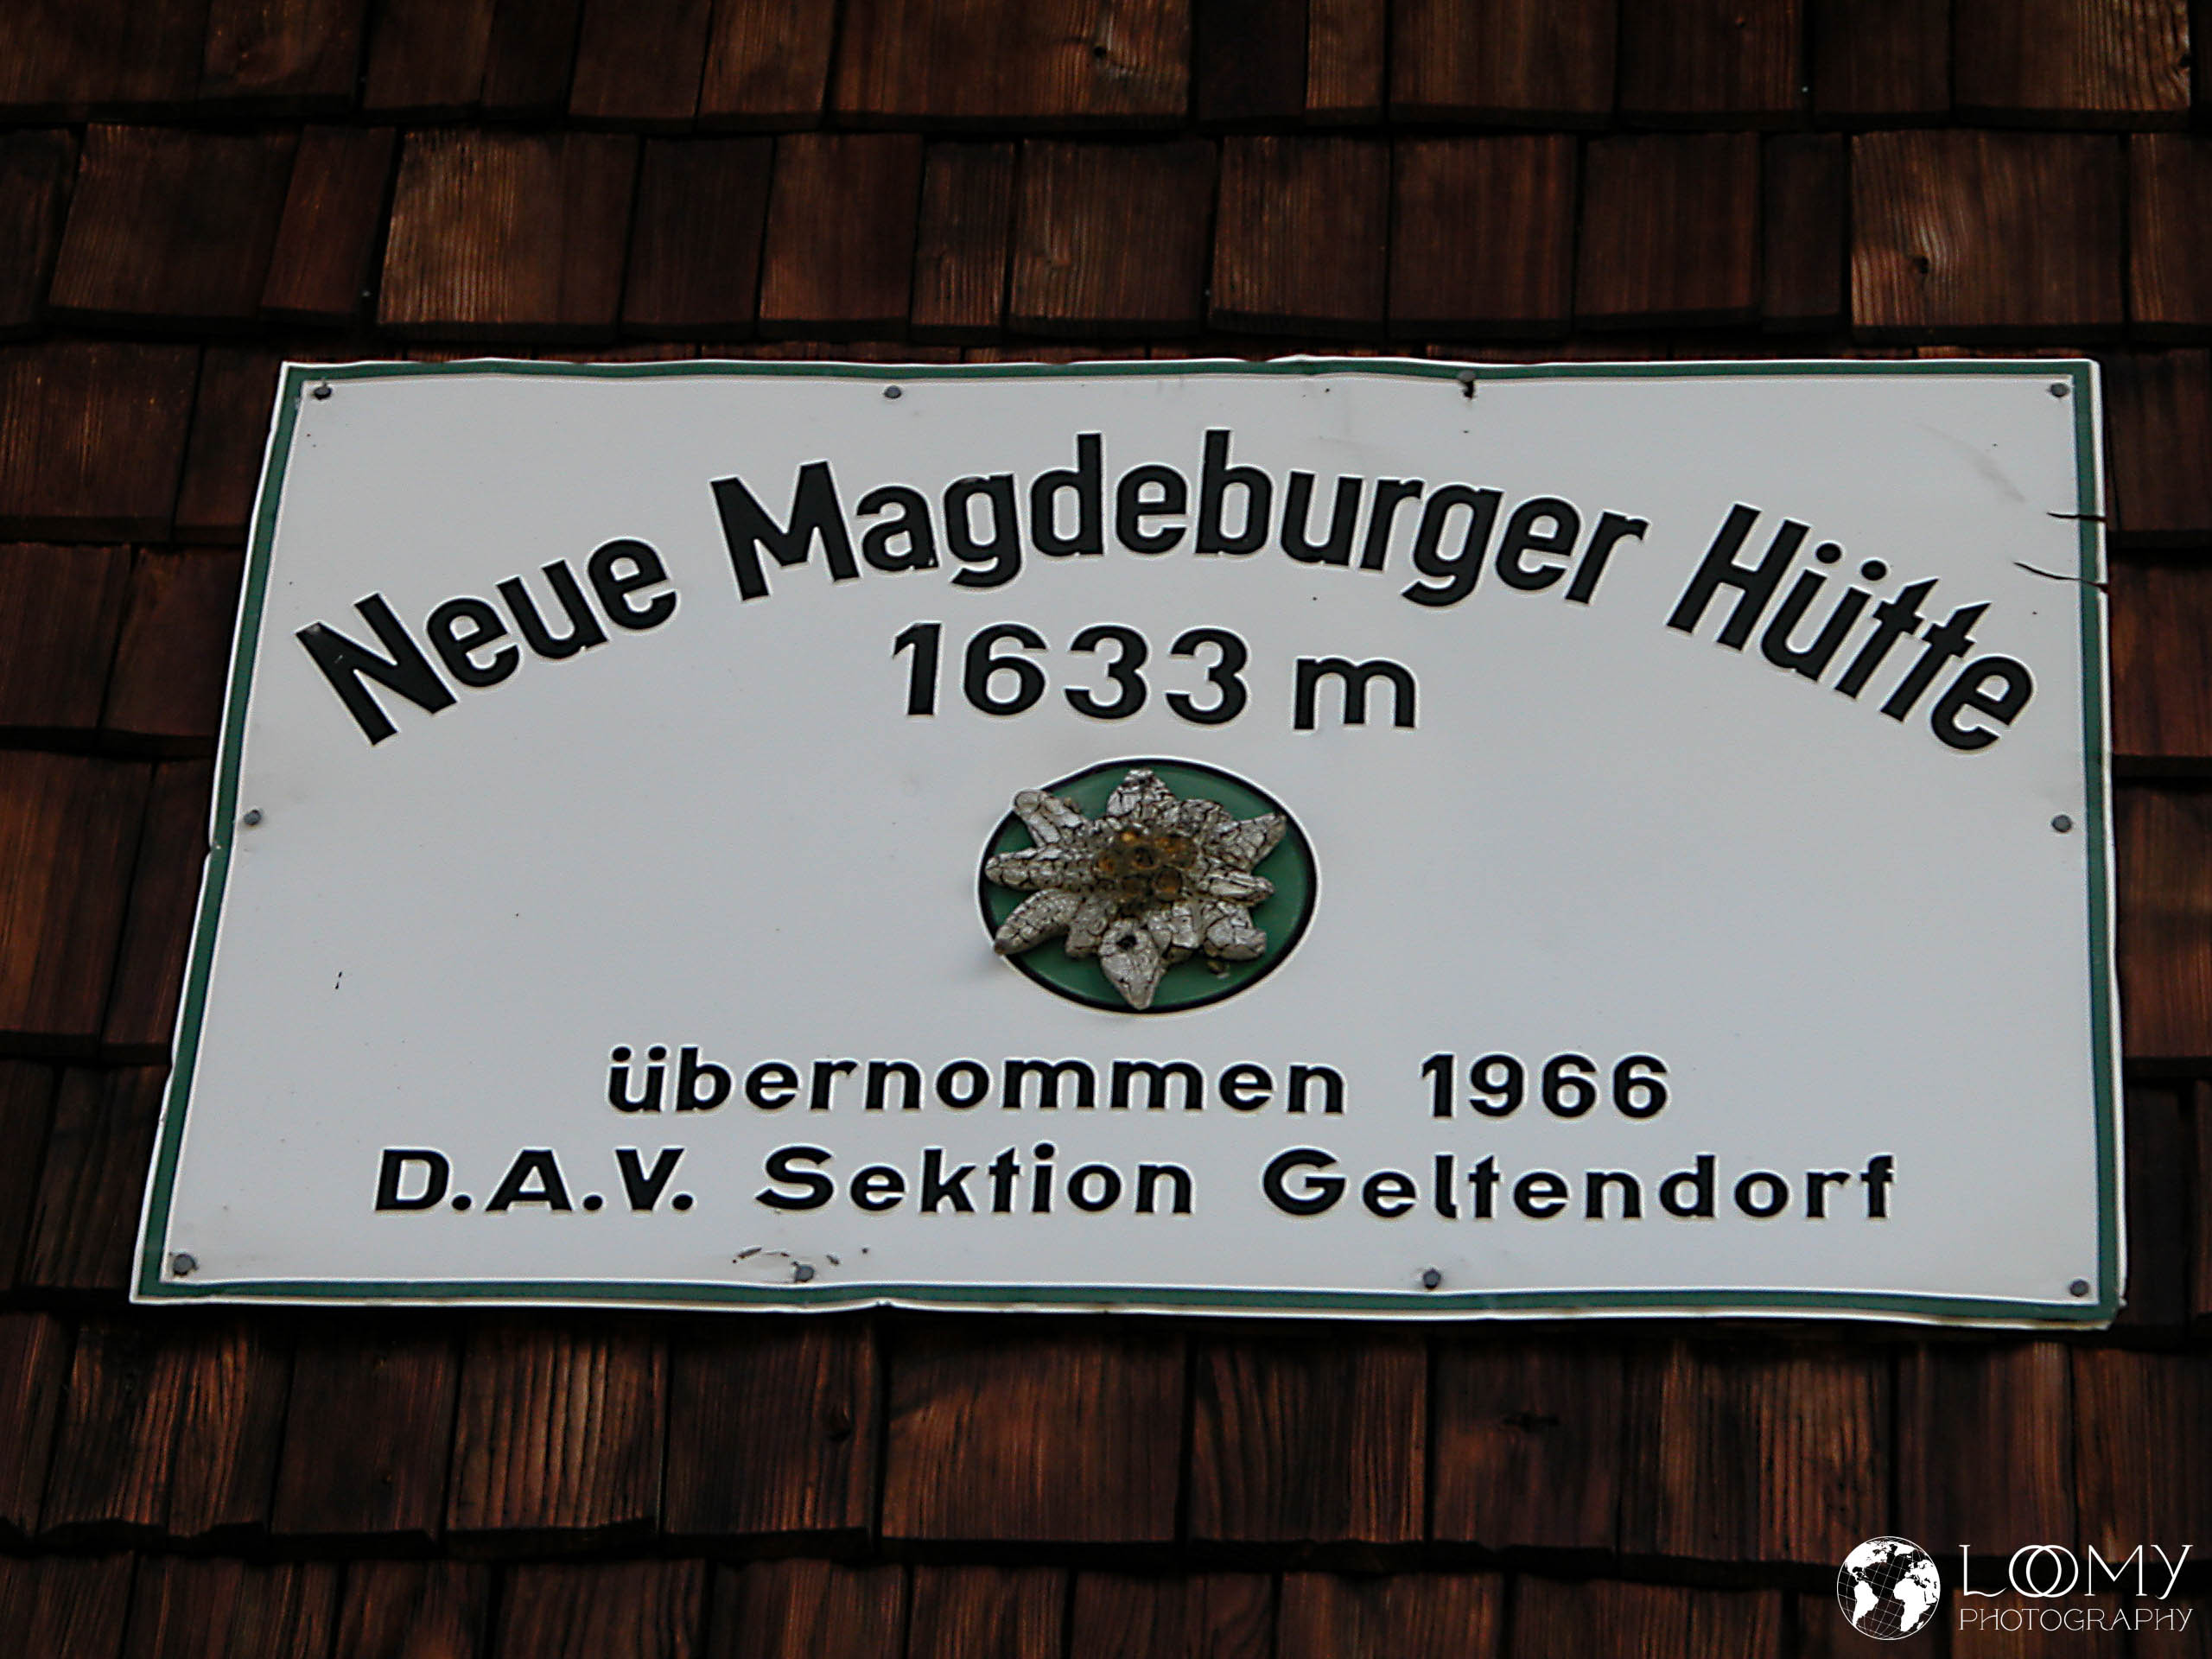 Neue Magdeburger Hütte
1633 m
übernommen 1966
D.A.V. Sektion Geltendorf
LOOMY
PHOTOGRAPHY